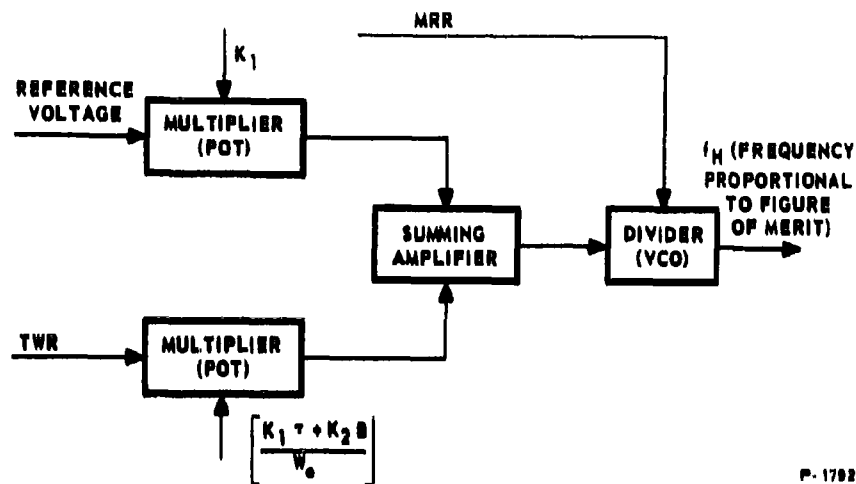 MRR
K1
REFERENCE
VOLTAGE
MULTIPLIER
(POT)
fH (FREQUENCY
PROPORTIONAL
TO FIGURE
OF MERIT)
SUMMING
AMPLIFIER
DIVIDER
(VCO)
TWR
MULTIPLIER
(POT)
[K1 τ + K2 B
Wo]
P-1792